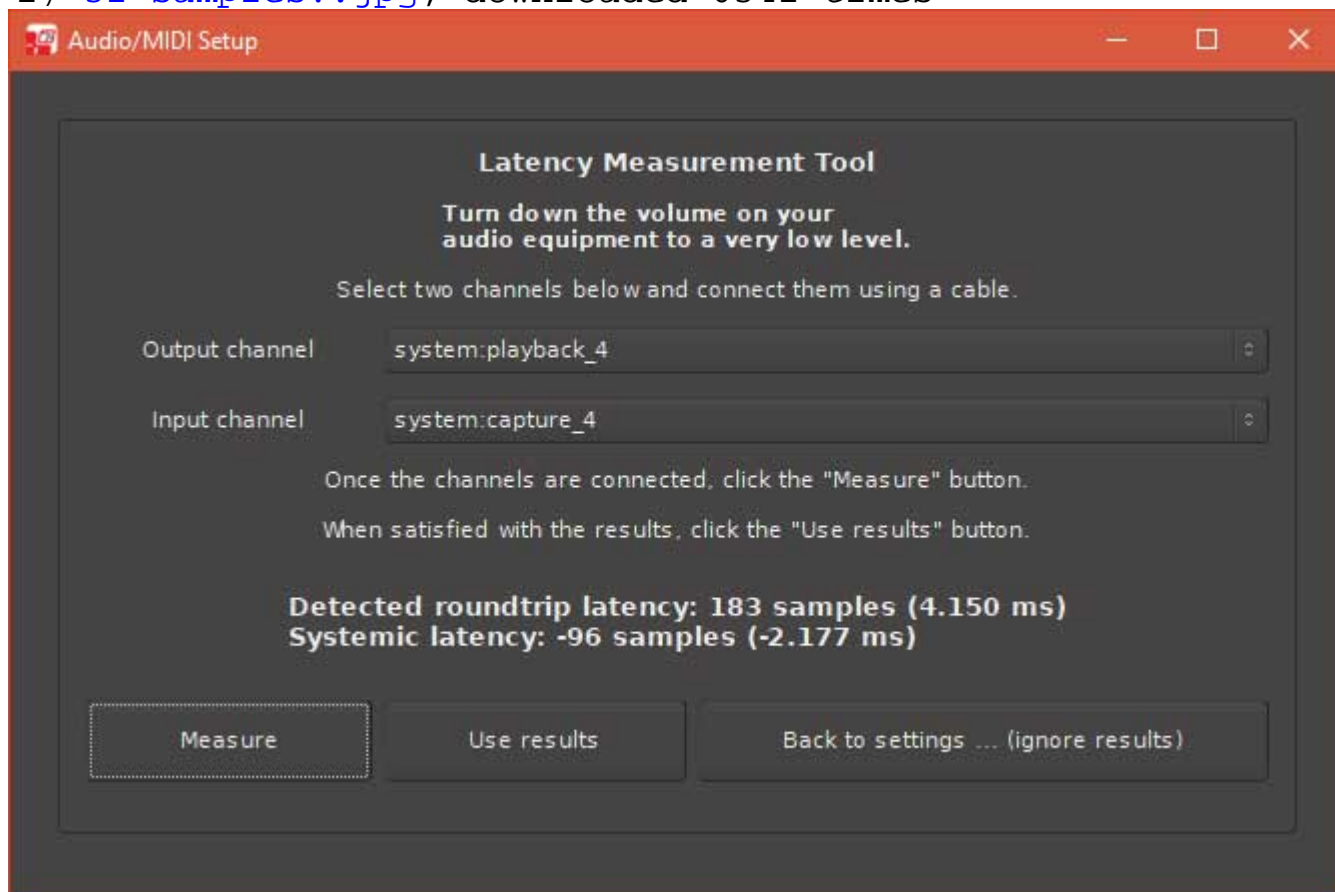 Audio/MIDI Setup
Latency Measurement Tool
Turn down the volume on your
audio equipment to a very low level.
Select two channels below and connect them using a cable.
Output channel system:playback_4
Input channel system:capture_4
Once the channels are connected, click the "Measure" button.
When satisfied with the results, click the "Use results" button.
Detected roundtrip latency: 183 samples (4.150 ms)
Systemic latency: -96 samples (-2.177 ms)
Measure Use results Back to settings ... (ignore results)